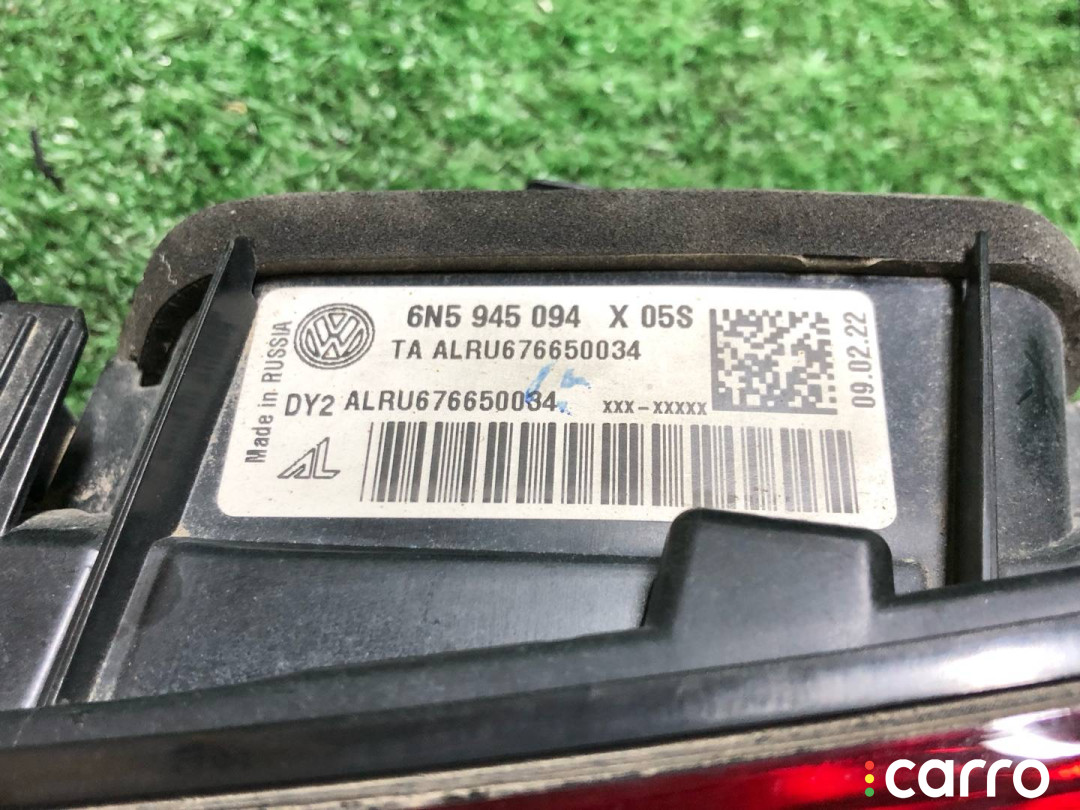 6N5 945 094 X 05S
TA ALRU676650034
DY2 ALRU676650034 xxx-xxxxx
Made in RUSSIA
09.02.22
AL
carro